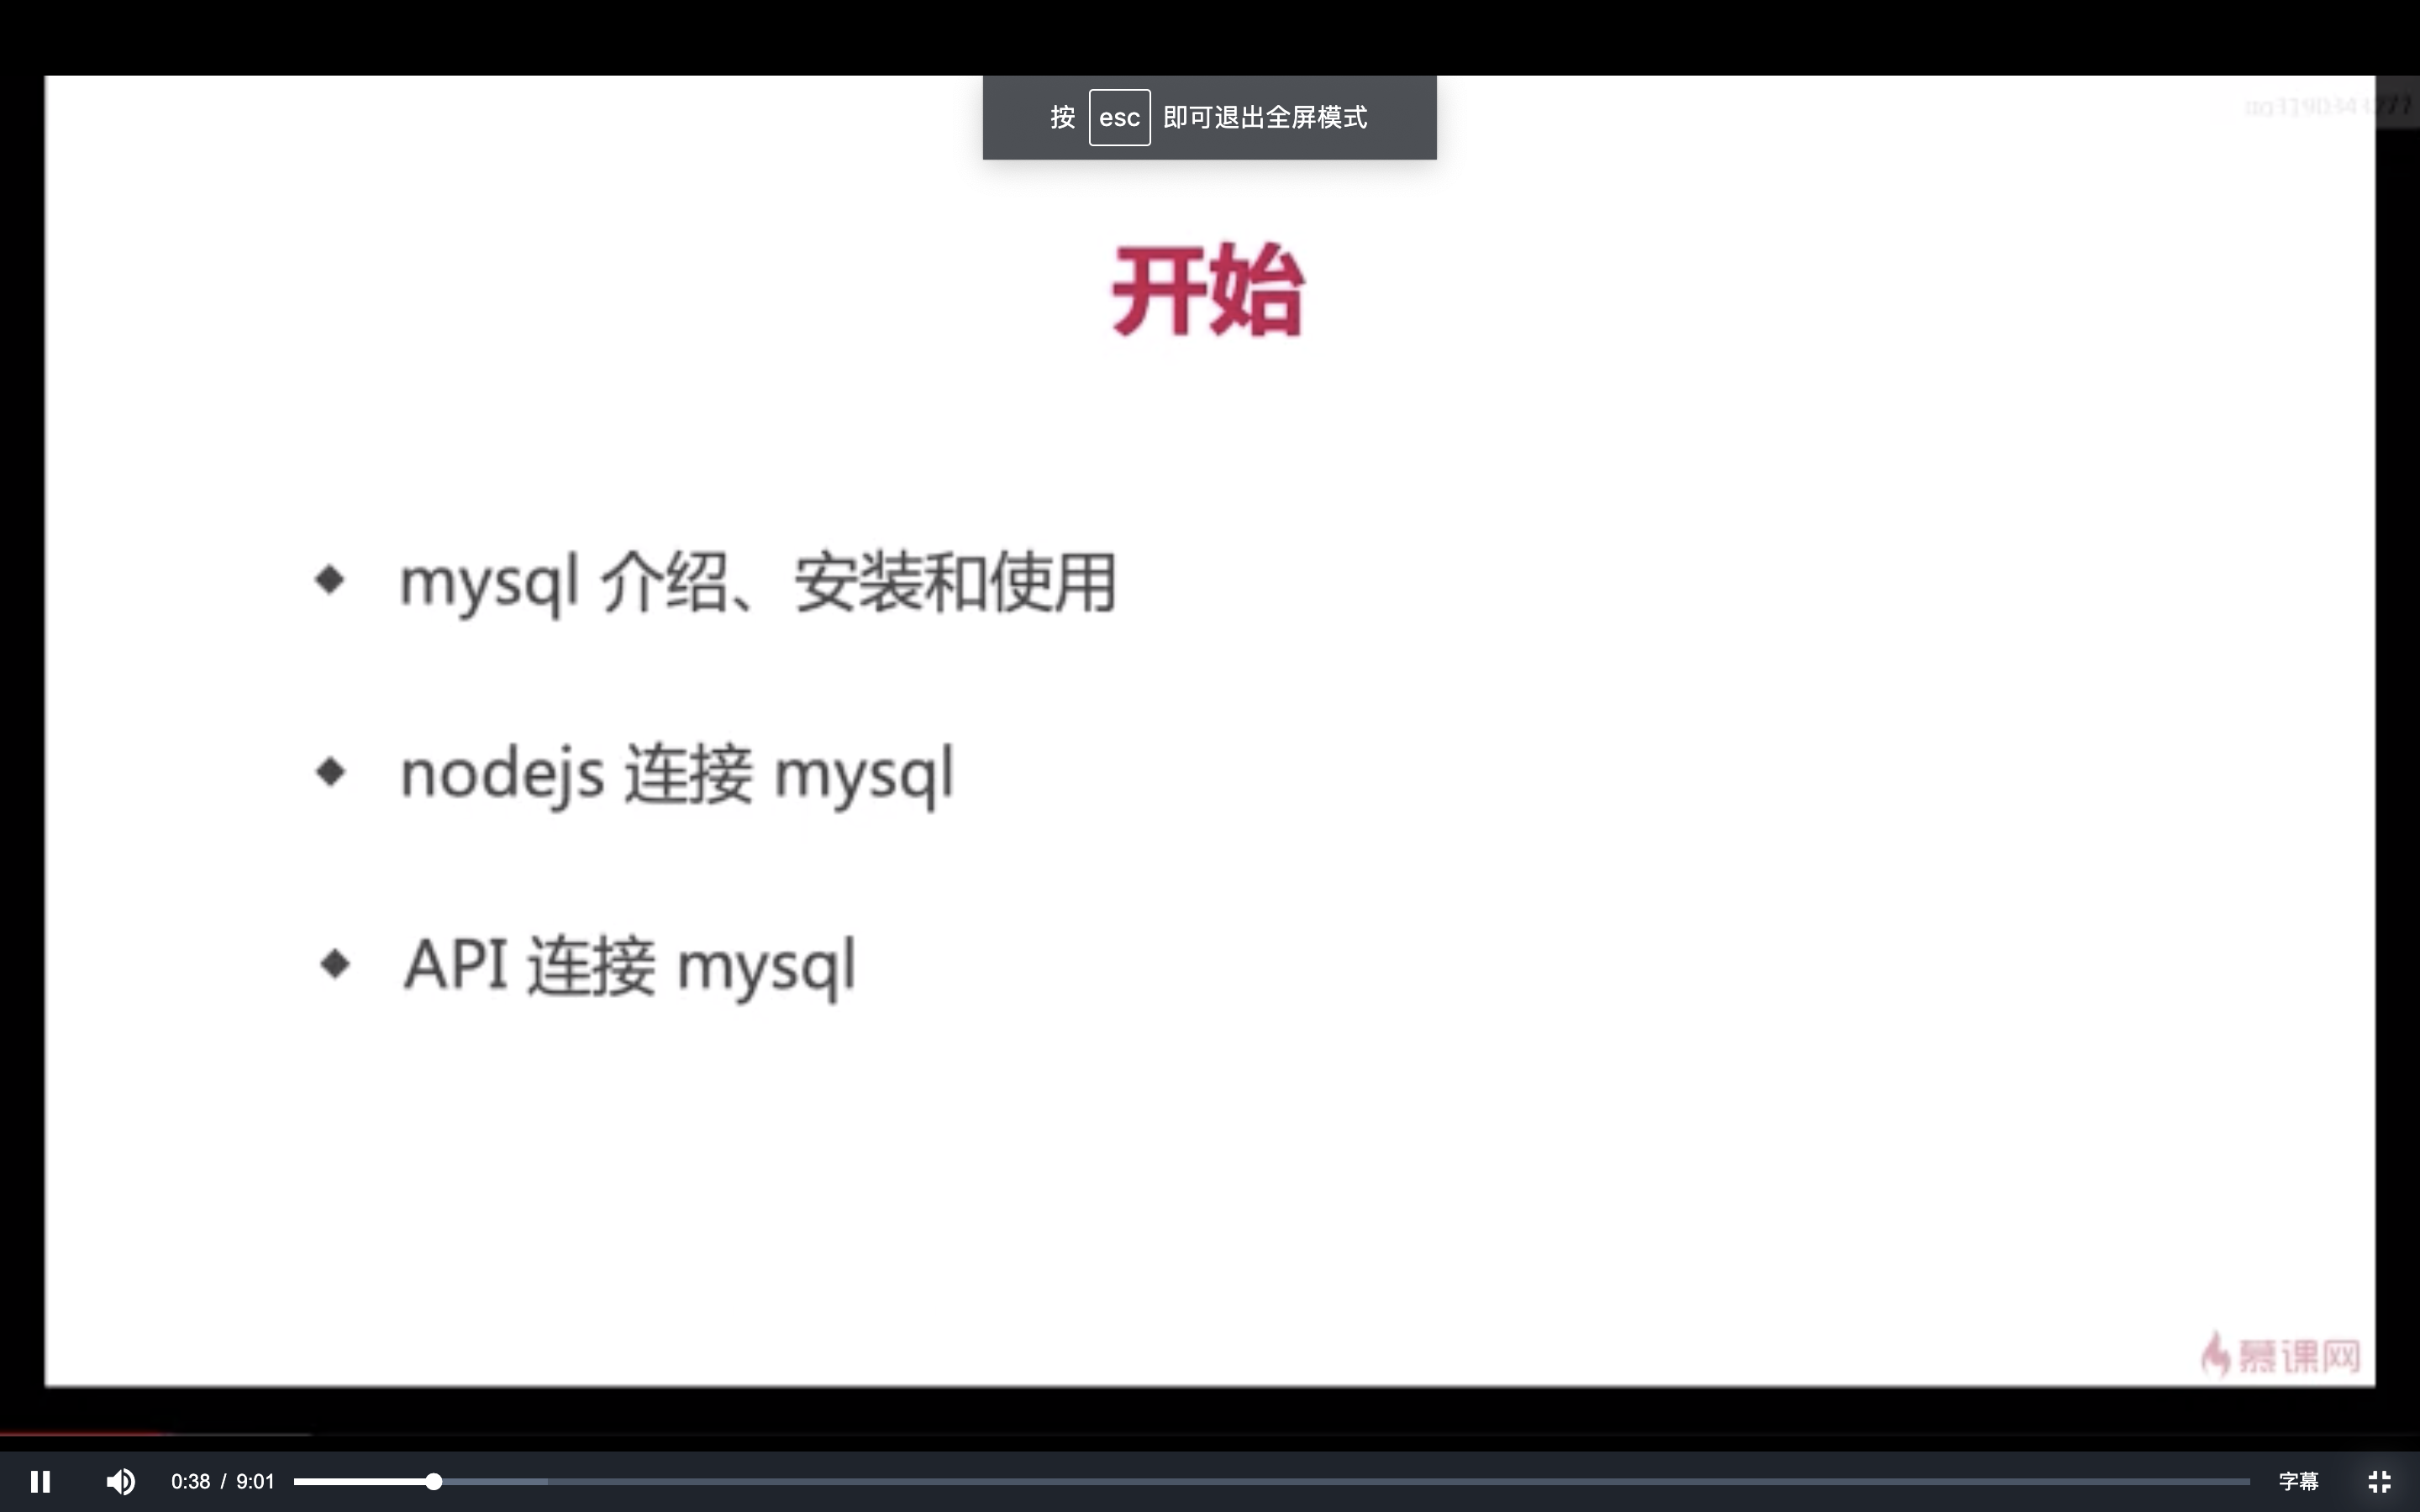 按 esc 即可退出全屏模式
开始
◆ mysql 介绍、安装和使用
◆ nodejs 连接 mysql
◆ API 连接 mysql
慕课网
0:38 / 9:01
字幕